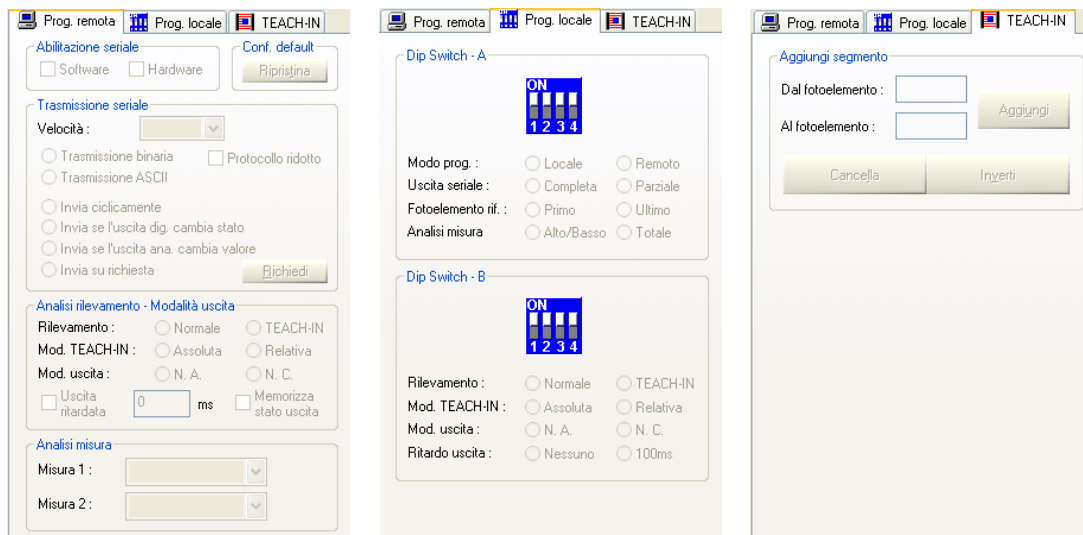 Prog. remota Prog. locale TEACH-IN
Abilitazione seriale
Software Hardware
Conf. default
Ripristina
Trasmissione seriale
Velocità :
Trasmissione binaria Protocollo ridotto
Trasmissione ASCII
Invia ciclicamente
Invia se l'uscita dig. cambia stato
Invia se l'uscita ana. cambia valore
Invia su richiesta Richiedi
Analisi rilevamento - Modalità uscita
Rilevamento : Normale TEACH-IN
Mod. TEACH-IN : Assoluta Relativa
Mod. uscita : N. A. N. C.
Uscita ritardata 0 ms Memorizza stato uscita
Analisi misura
Misura 1 :
Misura 2 :
Prog. remota Prog. locale TEACH-IN
Dip Switch - A
ON
1 2 3 4
Modo prog. : Locale Remoto
Uscita seriale : Completa Parziale
Fotoelemento rif. : Primo Ultimo
Analisi misura Alto/Basso Totale
Dip Switch - B
ON
1 2 3 4
Rilevamento : Normale TEACH-IN
Mod. TEACH-IN : Assoluta Relativa
Mod. uscita : N. A. N. C.
Ritardo uscita : Nessuno 100ms
Prog. remota Prog. locale TEACH-IN
Aggiungi segmento
Dal fotoelemento :
Al fotoelemento :
Aggiungi
Cancella Inverti